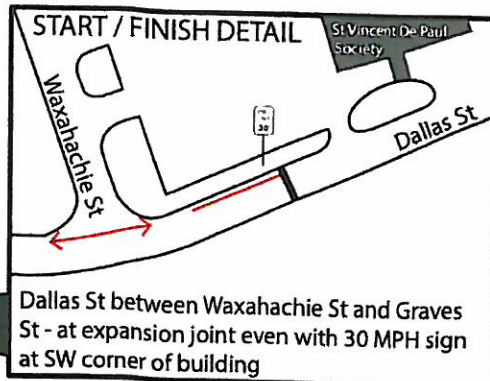 START / FINISH DETAIL
St Vincent De Paul
Society
Waxahachie St
30
Dallas St
Dallas St between Waxahachie St and Graves
St - at expansion joint even with 30 MPH sign
at SW corner of building